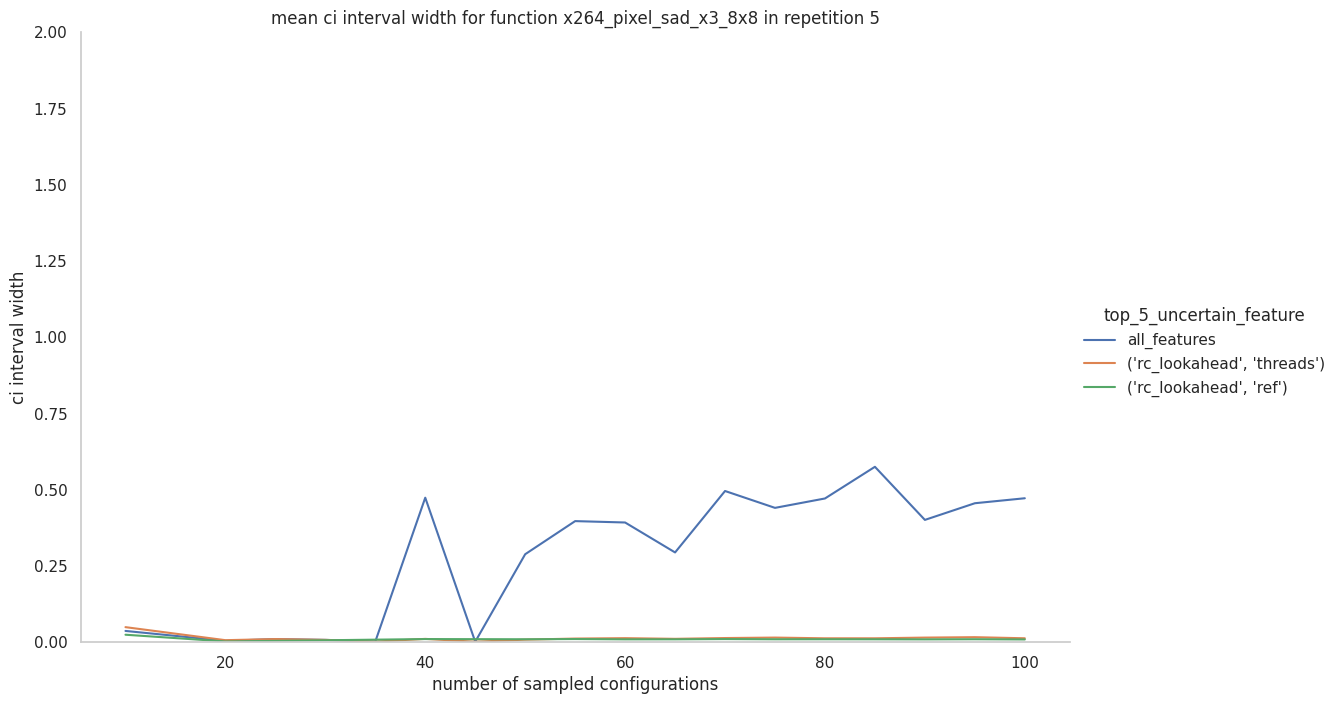 mean ci interval width for function x264_pixel_sad_x3_8x8 in repetition 5
2.00
1.75
1.50
1.25
1.00
0.75
0.50
0.25
0.00
ci interval width
20
40
60
80
100
number of sampled configurations
top_5_uncertain_feature
all_features
('rc_lookahead', 'threads')
('rc_lookahead', 'ref')